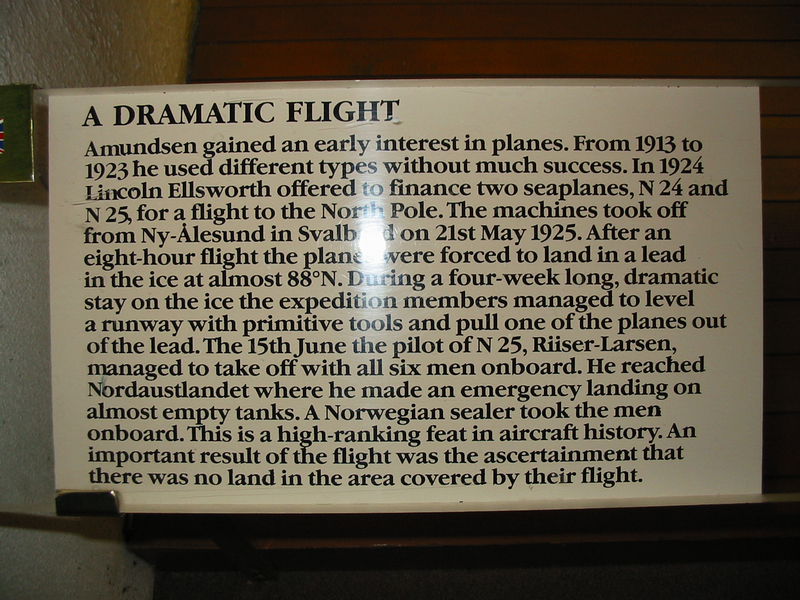 A DRAMATIC FLIGHT
Amundsen gained an early interest in planes. From 1913 to
1923 he used different types without much success. In 1924
Lincoln Ellsworth offered to finance two seaplanes, N 24 and
N 25, for a flight to the North Pole. The machines took off
from Ny-Ålesund in Svalbard on 21st May 1925. After an
eight-hour flight the planes were forced to land in a lead
in the ice at almost 88°N. During a four-week long, dramatic
stay on the ice the expedition members managed to level
a runway with primitive tools and pull one of the planes out
of the lead. The 15th June the pilot of N 25, Riiser-Larsen,
managed to take off with all six men onboard. He reached
Nordaustlandet where he made an emergency landing on
almost empty tanks. A Norwegian sealer took the men
onboard. This is a high-ranking feat in aircraft history. An
important result of the flight was the ascertainment that
there was no land in the area covered by their flight.